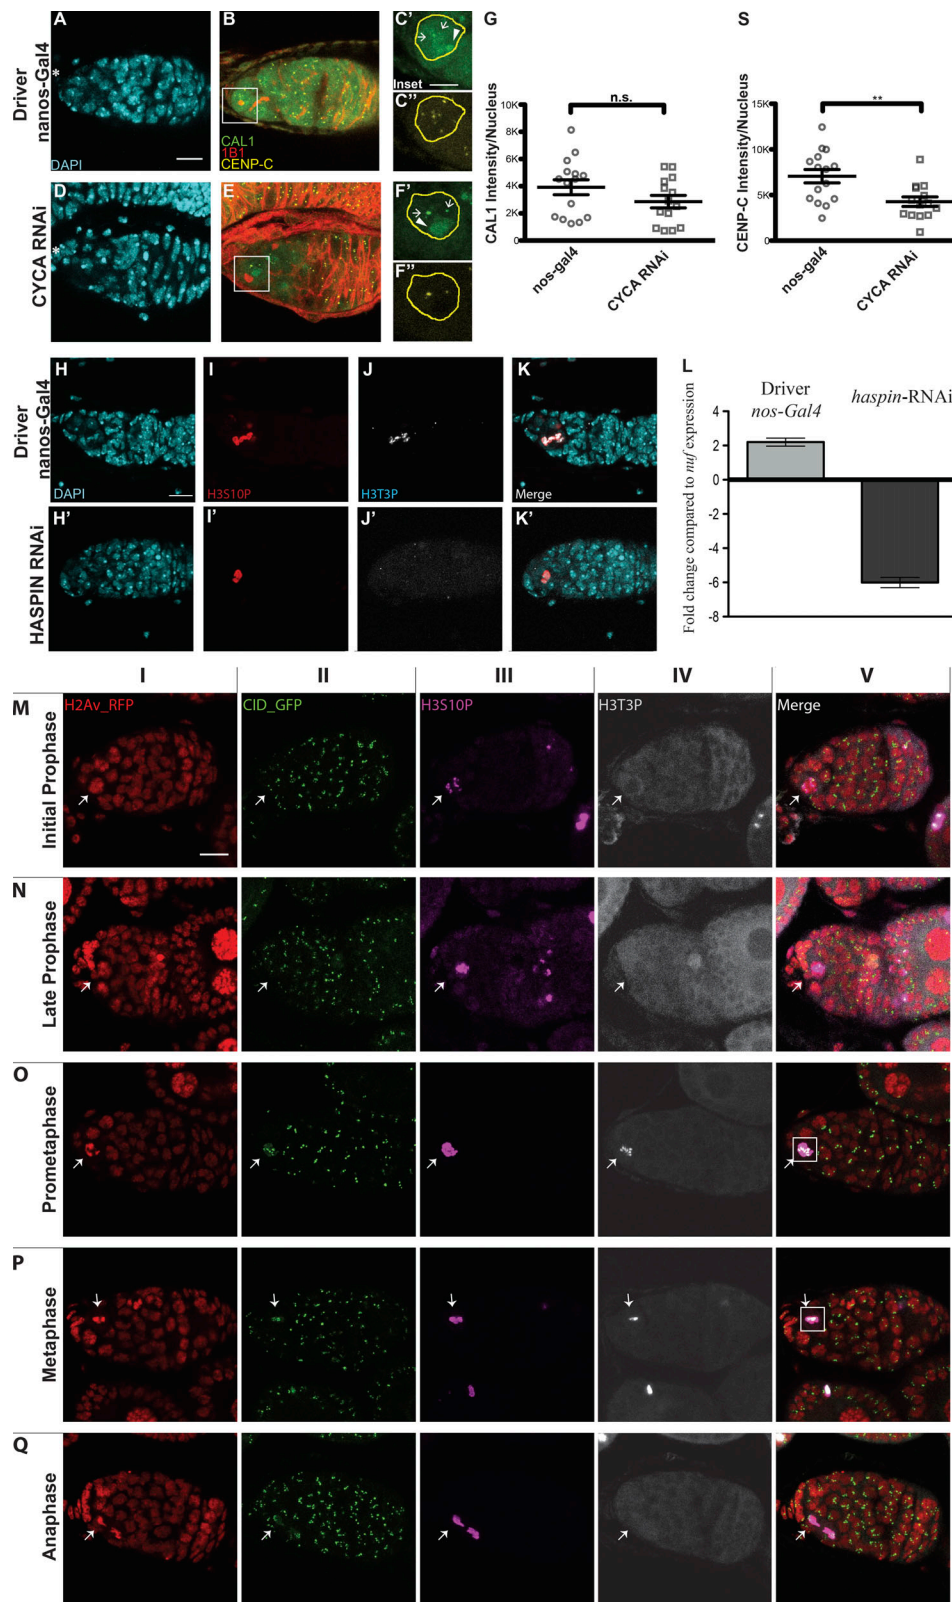 Driver
nanos-Gal4
A
*
DAPI
B
CAL1
1B1
CENP-C
C'
Inset
C''
CYCA RNAi
D
*
E
F'
F''
G
CAL1 Intensity/Nucleus
10K
8K
6K
4K
2K
0
n.s.
nos-gal4
CYCA RNAi
S
CENP-C Intensity/Nucleus
15K
10K
5K
0
**
nos-gal4
CYCA RNAi
Driver
nanos-Gal4
H
DAPI
I
H3S10P
J
H3T3P
K
Merge
HASPIN RNAi
H'
I'
J'
K'
L
Driver
nos-Gal4
haspin-RNAi
Fold change compared to nuf expression
4
2
0
-2
-4
-6
-8
I
II
III
IV
V
M
Initial Prophase
H2Av_RFP
CID_GFP
H3S10P
H3T3P
Merge
N
Late Prophase
O
Prometaphase
P
Metaphase
Q
Anaphase